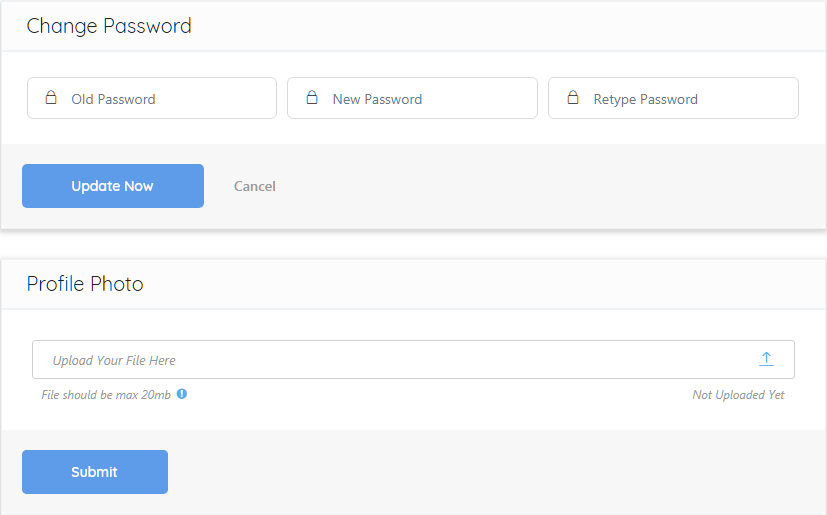 Change Password
Old Password New Password Retype Password
Update Now Cancel
Profile Photo
Upload Your File Here
File should be max 20mb Not Uploaded Yet
Submit